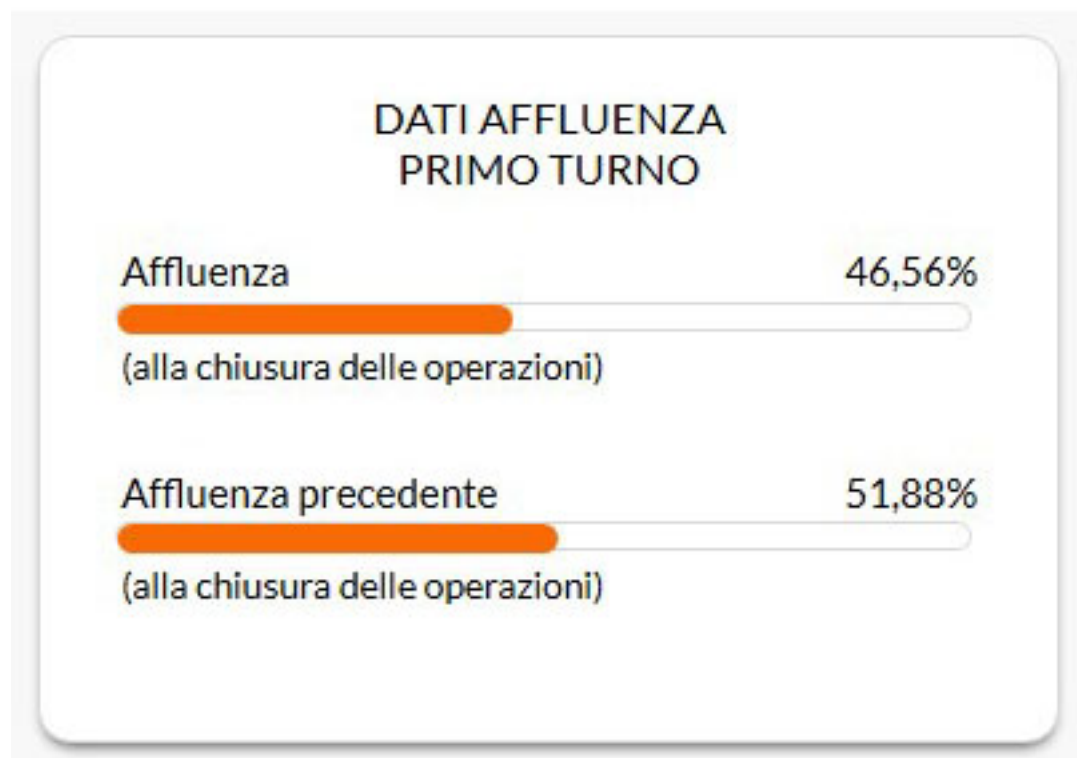 DATI AFFLUENZA
PRIMO TURNO
Affluenza 46,56%
(alla chiusura delle operazioni)
Affluenza precedente 51,88%
(alla chiusura delle operazioni)